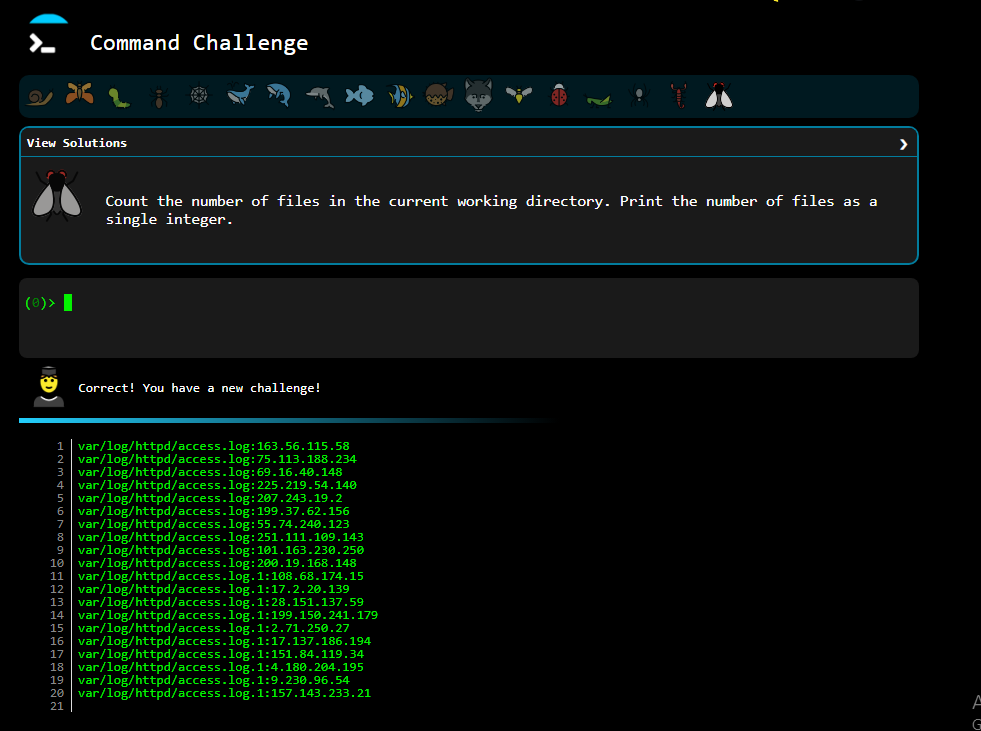 Command Challenge
View Solutions
Count the number of files in the current working directory. Print the number of files as a
single integer.
(0)>
Correct! You have a new challenge!
1 var/log/httpd/access.log:163.56.115.58
2 var/log/httpd/access.log:75.113.188.234
3 var/log/httpd/access.log:69.16.40.148
4 var/log/httpd/access.log:225.219.54.140
5 var/log/httpd/access.log:207.243.19.2
6 var/log/httpd/access.log:199.37.62.156
7 var/log/httpd/access.log:55.74.240.123
8 var/log/httpd/access.log:251.111.109.143
9 var/log/httpd/access.log:101.163.230.250
10 var/log/httpd/access.log:200.19.168.148
11 var/log/httpd/access.log.1:108.68.174.15
12 var/log/httpd/access.log.1:17.2.20.139
13 var/log/httpd/access.log.1:28.151.137.59
14 var/log/httpd/access.log.1:199.150.241.179
15 var/log/httpd/access.log.1:2.71.250.27
16 var/log/httpd/access.log.1:17.137.186.194
17 var/log/httpd/access.log.1:151.84.119.34
18 var/log/httpd/access.log.1:4.180.204.195
19 var/log/httpd/access.log.1:9.230.96.54
20 var/log/httpd/access.log.1:157.143.233.21
21